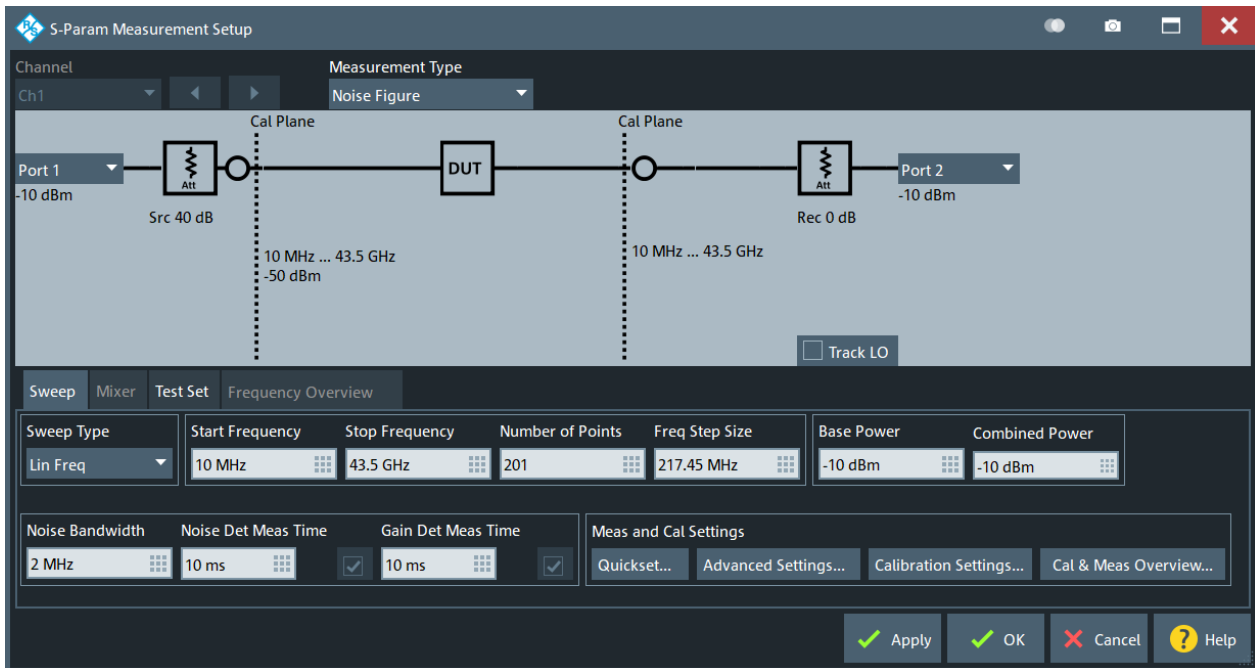 S-Param Measurement Setup
Channel
Measurement Type
Ch1
Noise Figure
Cal Plane
Cal Plane
Port 1
Att
DUT
Att
Port 2
-10 dBm
-10 dBm
Src 40 dB
Rec 0 dB
10 MHz ... 43.5 GHz
10 MHz ... 43.5 GHz
-50 dBm
Track LO
Sweep
Mixer
Test Set
Frequency Overview
Sweep Type
Start Frequency
Stop Frequency
Number of Points
Freq Step Size
Base Power
Combined Power
Lin Freq
10 MHz
43.5 GHz
201
217.45 MHz
-10 dBm
-10 dBm
Noise Bandwidth
Noise Det Meas Time
Gain Det Meas Time
Meas and Cal Settings
2 MHz
10 ms
10 ms
Quickset...
Advanced Settings...
Calibration Settings...
Cal & Meas Overview...
Apply
OK
Cancel
? Help